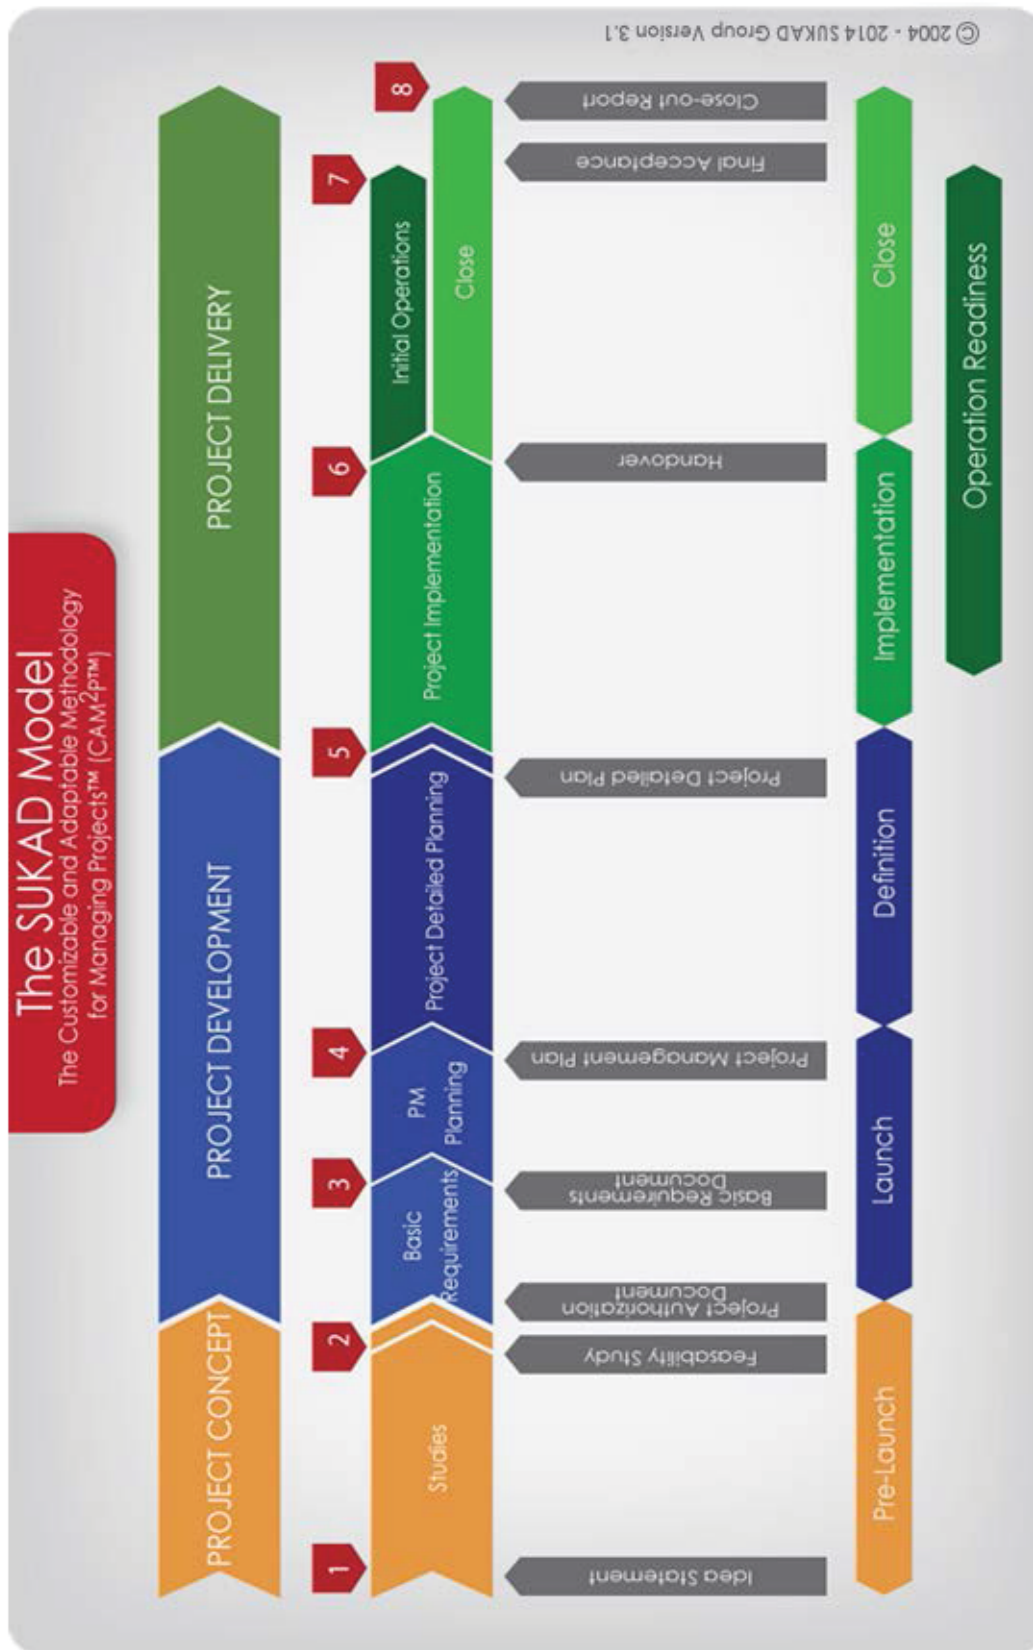 The SUKAD Model
The Customizable and Adaptable Methodology
for Managing Projects™ (CAM²P™)
PROJECT CONCEPT
PROJECT DEVELOPMENT
PROJECT DELIVERY
1
2
3
4
5
6
7
8
Studies
Basic
Requirements
PM
Planning
Project Detailed Planning
Project Implementation
Initial Operations
Close
Idea Statement
Feasability Study
Project Authorization
Document
Basic Requirements
Document
Project Management Plan
Project Detailed Plan
Handover
Final Acceptance
Close-out Report
Pre-Launch
Launch
Definition
Implementation
Close
Operation Readiness
© 2004 - 2014 SUKAD Group Version 3.1